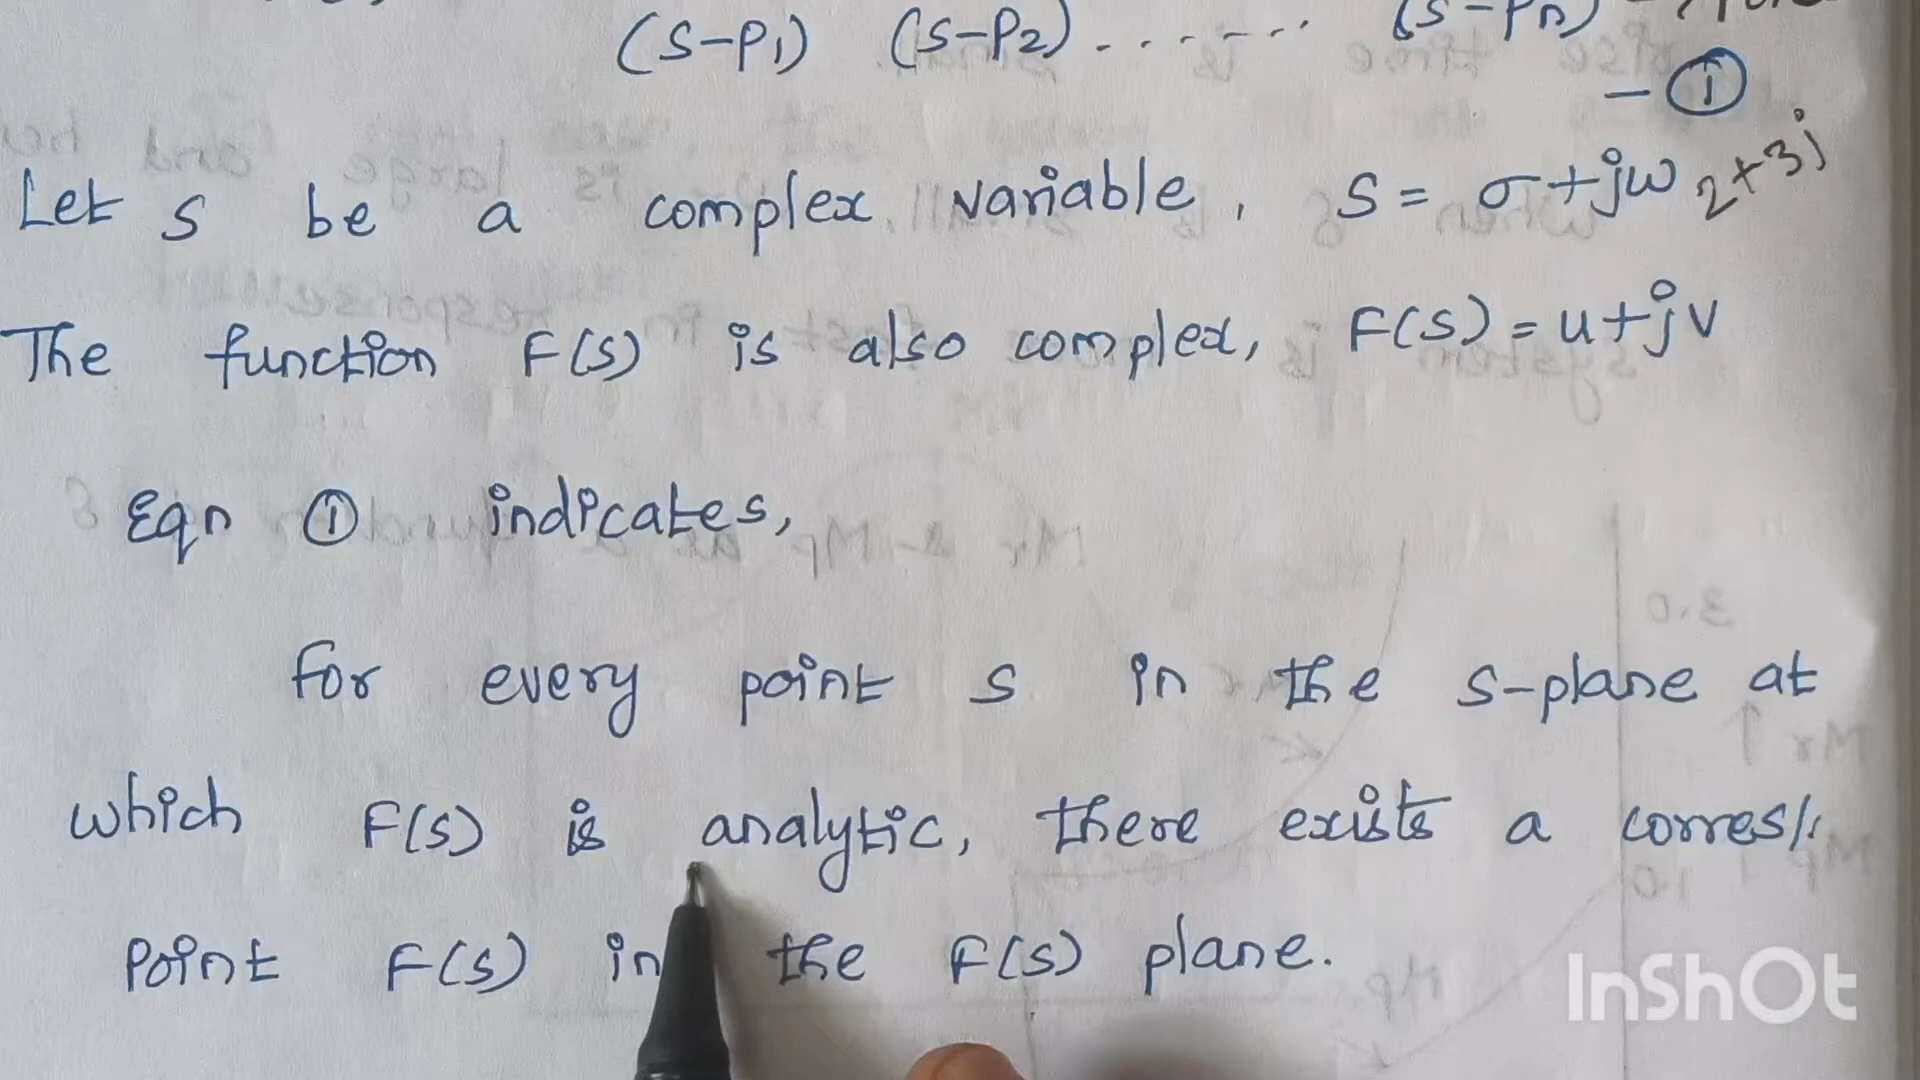 (S-P1) (S-P2) ....... (S-Pn)
- ①
Let S be a complex variable, S = σ+jω 2+3j
The function F(S) is also complex, F(S) = u+jv
Eqn ① indicates,
For every point S in the S-plane at
which F(S) is analytic, there exists a corres/:
Point F(S) in the F(S) plane.
InShOt